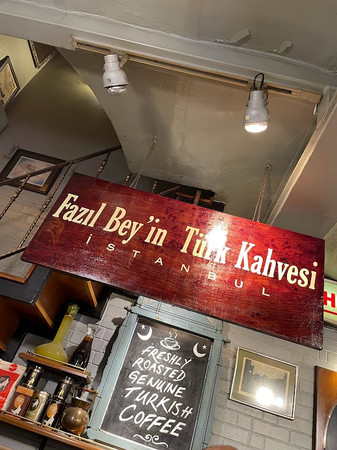 Fazıl Bey'in Türk Kahvesi
İSTANBUL
FRESHLY
ROASTED
GENUINE
TURKISH
COFFEE